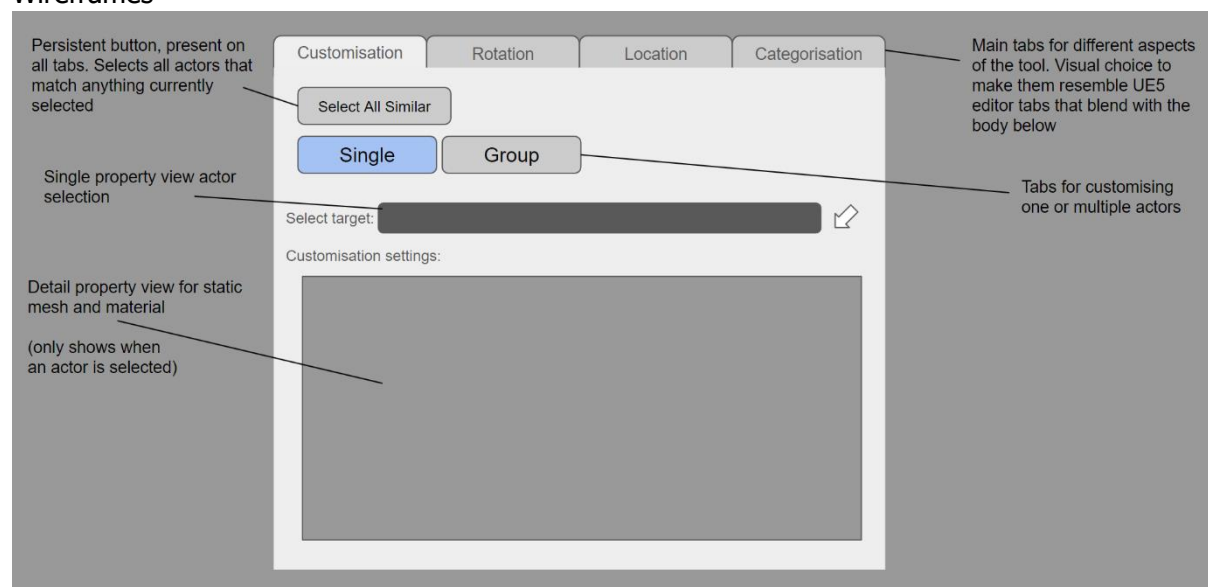 Wireframes
Persistent button, present on
all tabs. Selects all actors that
match anything currently
selected
Single property view actor
selection
Detail property view for static
mesh and material
(only shows when
an actor is selected)
Customisation
Rotation
Location
Categorisation
Select All Similar
Single
Group
Select target:
Customisation settings:
Main tabs for different aspects
of the tool. Visual choice to
make them resemble UE5
editor tabs that blend with the
body below
Tabs for customising
one or multiple actors